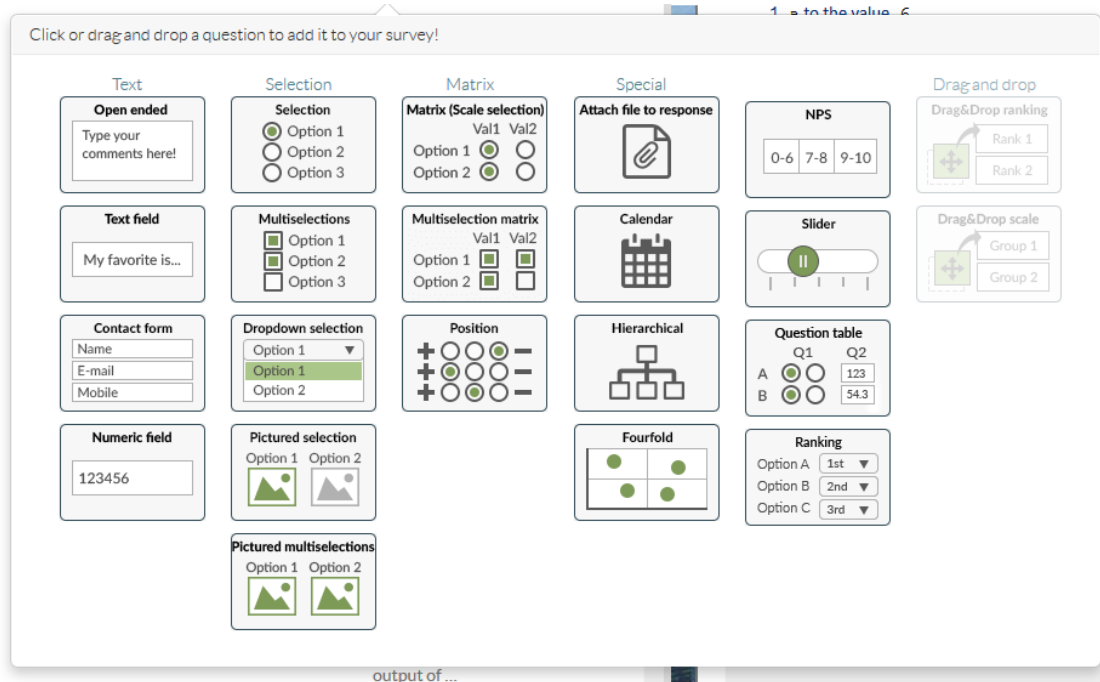 1. a to the value 6
Click or drag and drop a question to add it to your survey!
Text
Open ended
Type your
comments here!
Text field
My favorite is...
Contact form
Name
E-mail
Mobile
Numeric field
123456
Selection
Selection
Option 1
Option 2
Option 3
Multiselections
Option 1
Option 2
Option 3
Dropdown selection
Option 1 ▼
Option 1
Option 2
Pictured selection
Option 1 Option 2
Pictured multiselections
Option 1 Option 2
Matrix
Matrix (Scale selection)
Val1 Val2
Option 1
Option 2
Multiselection matrix
Val1 Val2
Option 1
Option 2
Position
Special
Attach file to response
Calendar
Hierarchical
Fourfold
NPS
0-6 7-8 9-10
Slider
Question table
Q1 Q2
A 123
B 54.3
Ranking
Option A 1st ▼
Option B 2nd ▼
Option C 3rd ▼
Drag and drop
Drag&Drop ranking
Rank 1
Rank 2
Drag&Drop scale
Group 1
Group 2
output of ...